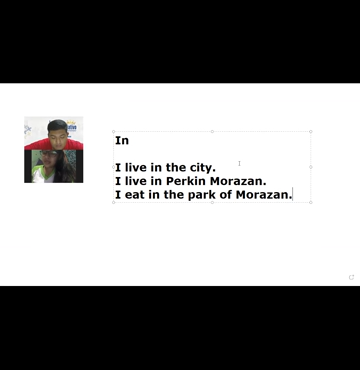 In
I live in the city.
I live in Perkin Morazan.
I eat in the park of Morazan.